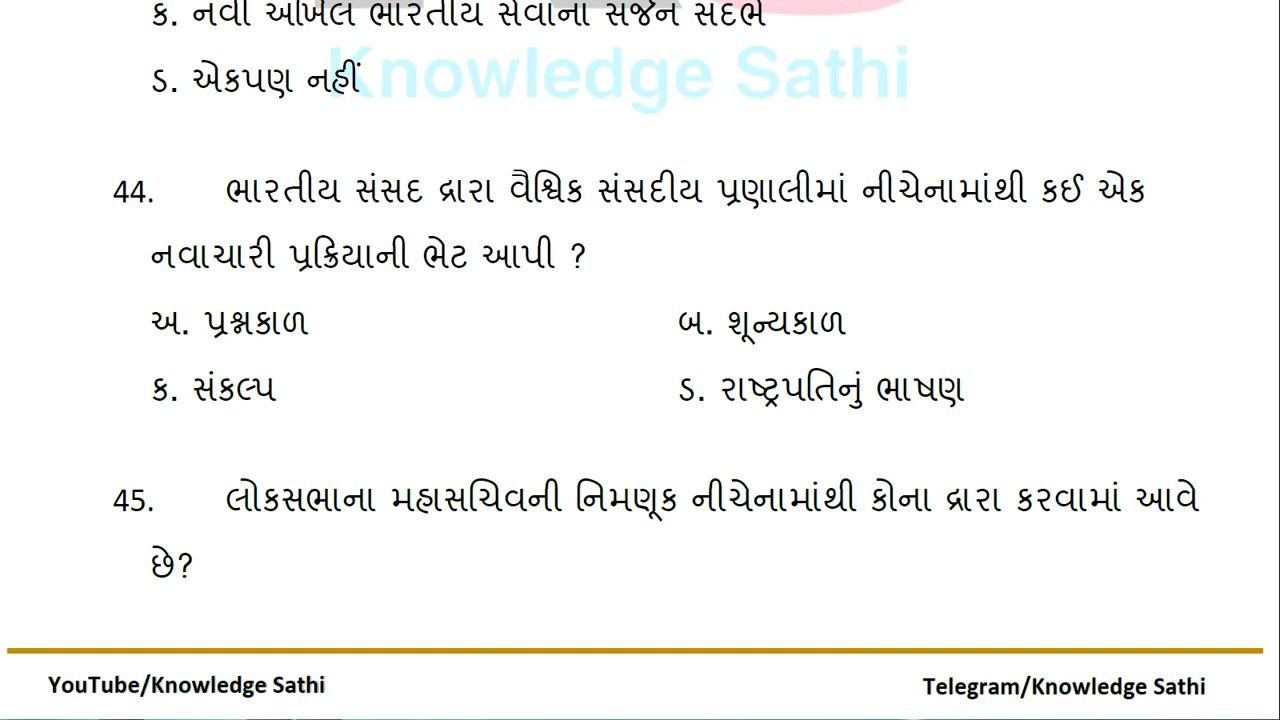 ક. નવી અખિલ ભારતીય સેવાના સર્જન સંદર્ભે
ડ. એકપણ નહીં
Knowledge Sathi
44. ભારતીય સંસદ દ્રારા વૈશ્વિક સંસદીય પ્રણાલીમાં નીચેનામાંથી કઈ એક
નવાચારી પ્રક્રિયાની ભેટ આપી ?
અ. પ્રશ્નકાળ બ. શૂન્યકાળ
ક. સંકલ્પ ડ. રાષ્ટ્રપતિનું ભાષણ
45. લોકસભાના મહાસચિવની નિમણૂક નીચેનામાંથી કોના દ્રારા કરવામાં આવે
છે?
YouTube/Knowledge Sathi Telegram/Knowledge Sathi